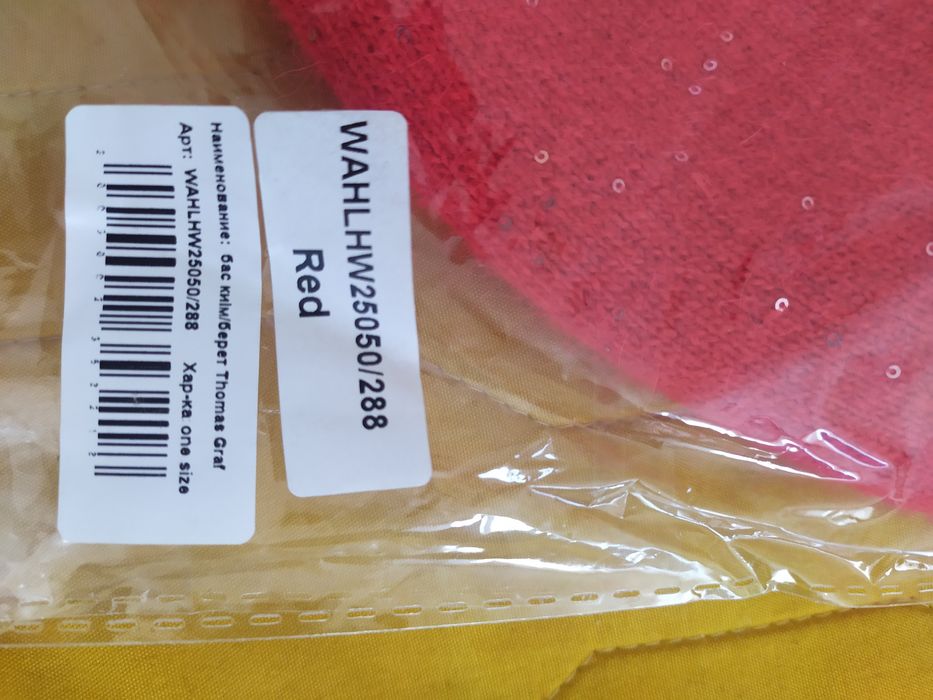 WAHLHW25050/288
Red
Наименование: бас киім/берет Thomas Graf
Арт: WAHLHW25050/288 Хар-ка: one size